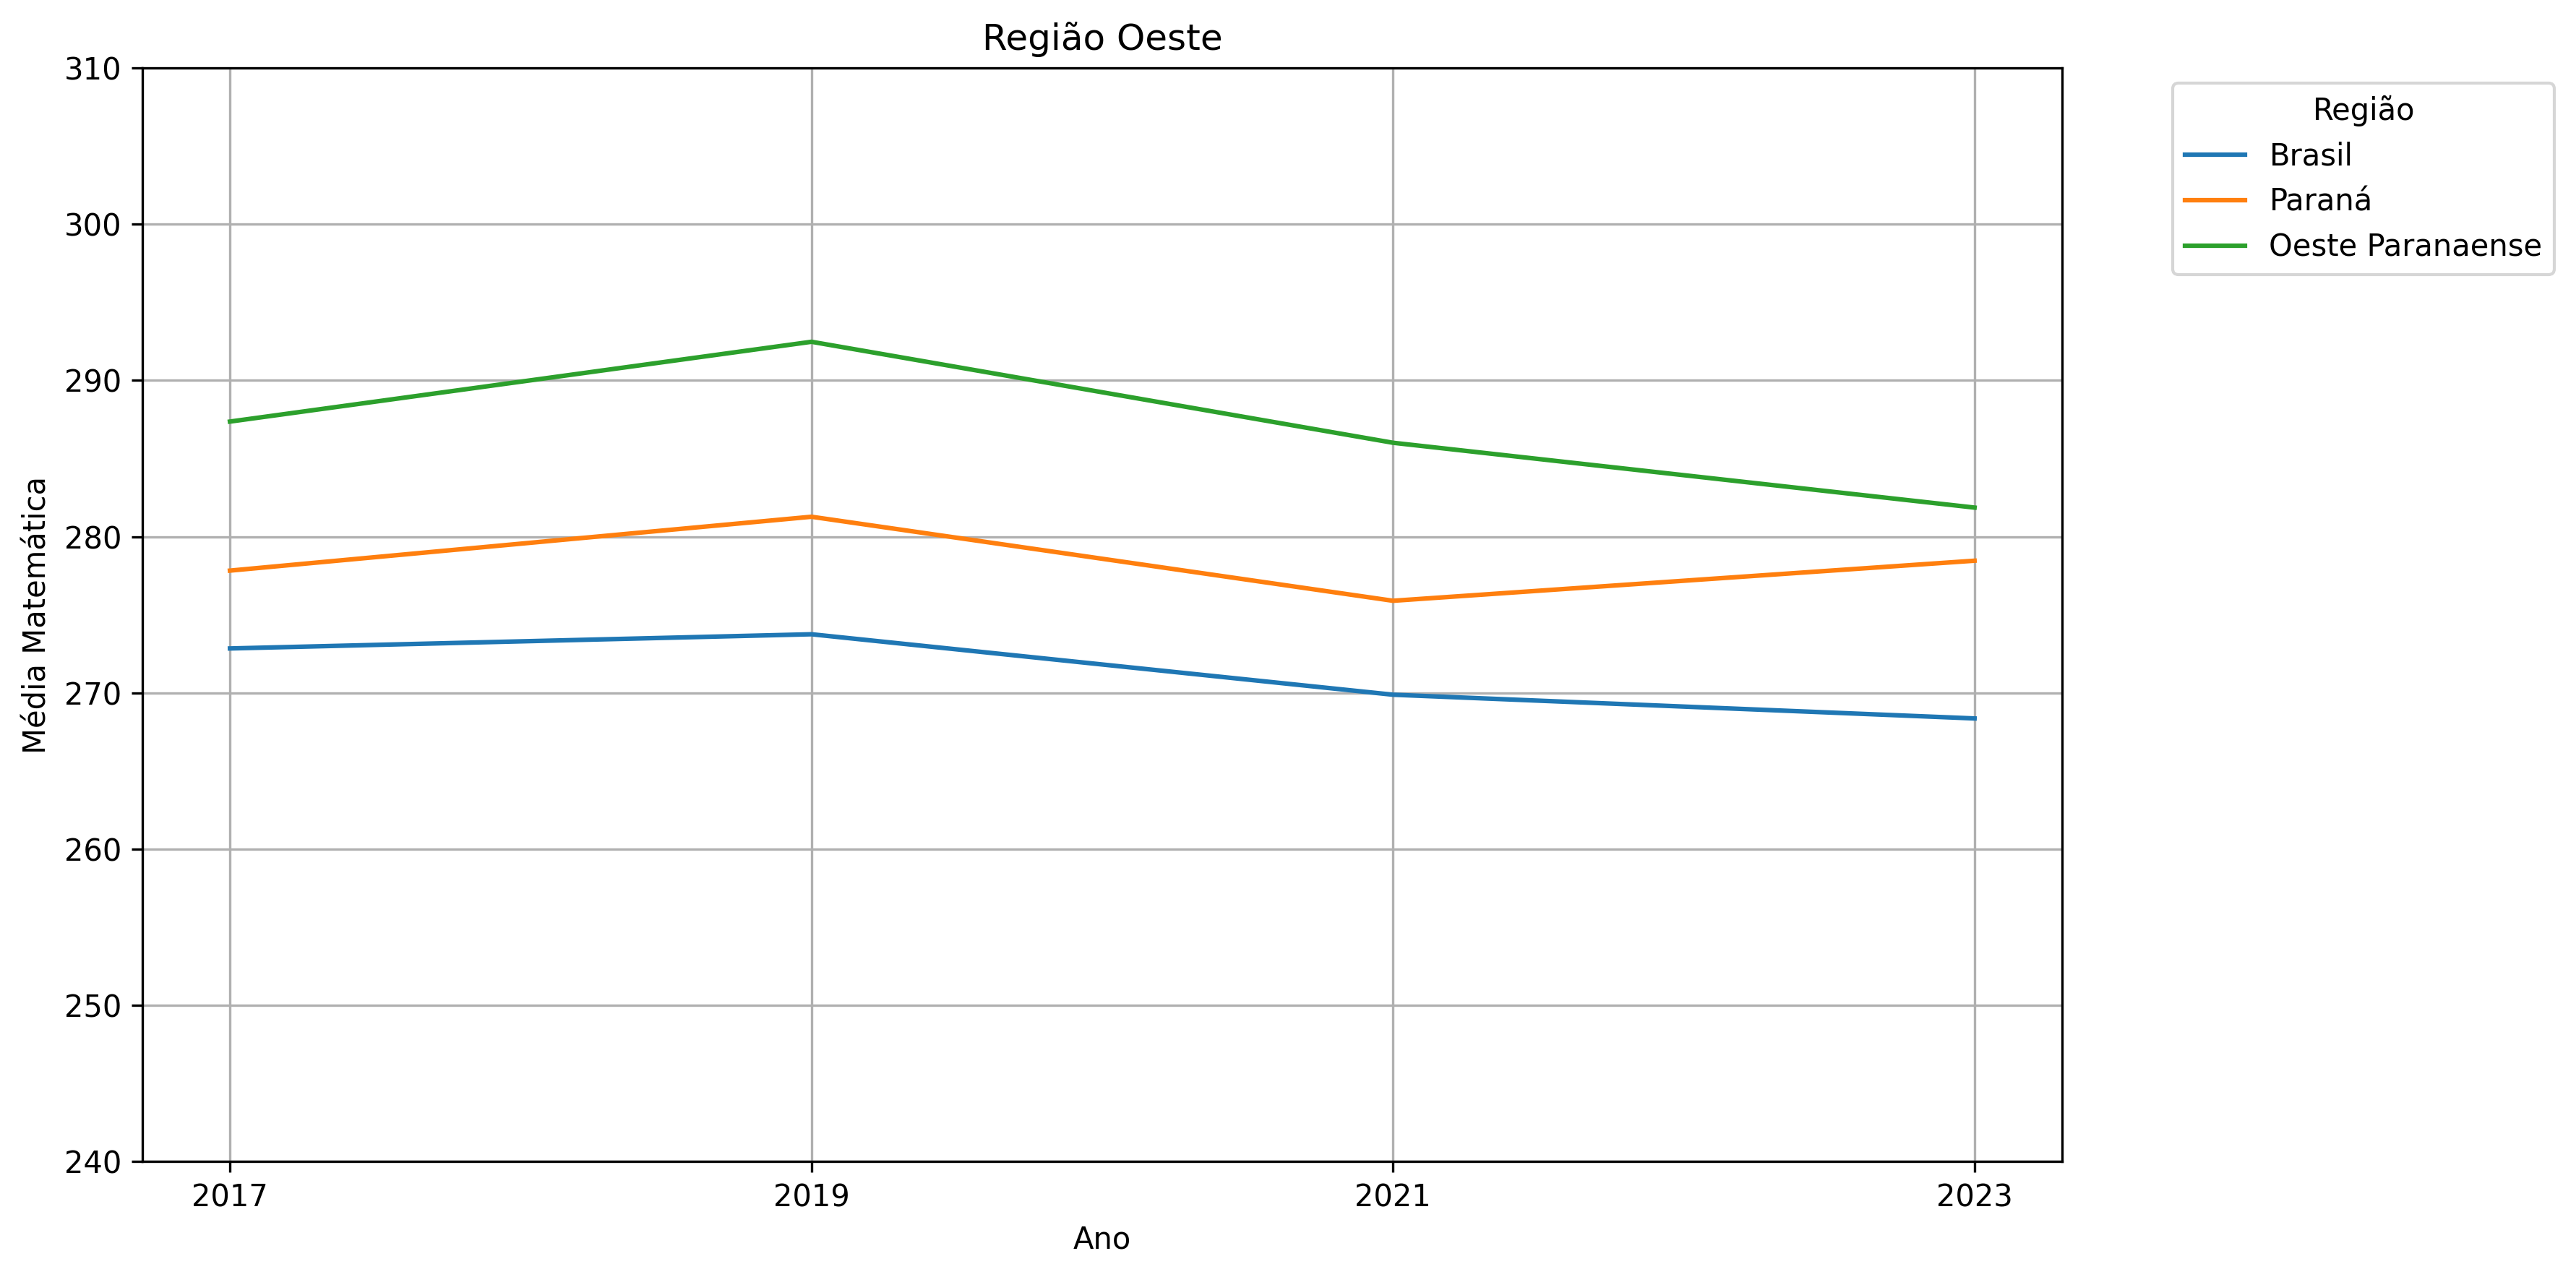 Região Oeste
310
300
290
280
270
260
250
240
Média Matemática
2017 2019 2021 2023
Ano
Região
Brasil
Paraná
Oeste Paranaense